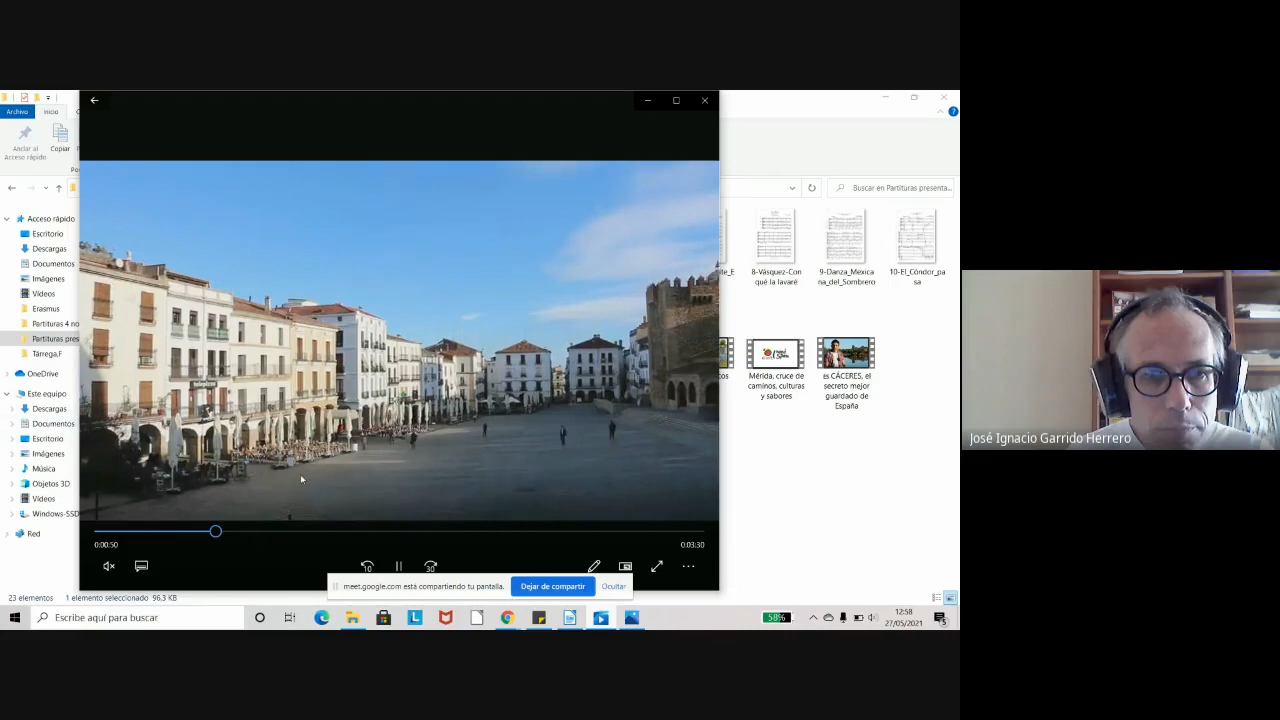 Archivo
Inicio
Anclar al
Acceso rápido
Copiar
Buscar en Partituras presenta...
Acceso rápido
Escritorio
Descargas
Documentos
Imágenes
Vídeos
Erasmus
Partituras 4 no
Partituras pres
Tárrega,F
OneDrive
Este equipo
Descargas
Documentos
Escritorio
Imágenes
Música
Objetos 3D
Vídeos
Windows-SSD
Red
8-Vásquez-Con
qué la lavaré
9-Danza_Mexica
na_del_Sombrero
10-El_Cóndor_pa
sa
Mérida, cruce de
caminos, culturas
y sabores
es CÁCERES, el
secreto mejor
guardado de
España
José Ignacio Garrido Herrero
0:00:50
0:03:30
10
30
meet.google.com está compartiendo tu pantalla.
Dejar de compartir
Ocultar
23 elementos
1 elemento seleccionado 96,3 KB
Escribe aquí para buscar
58%
12:58
27/05/2021
5